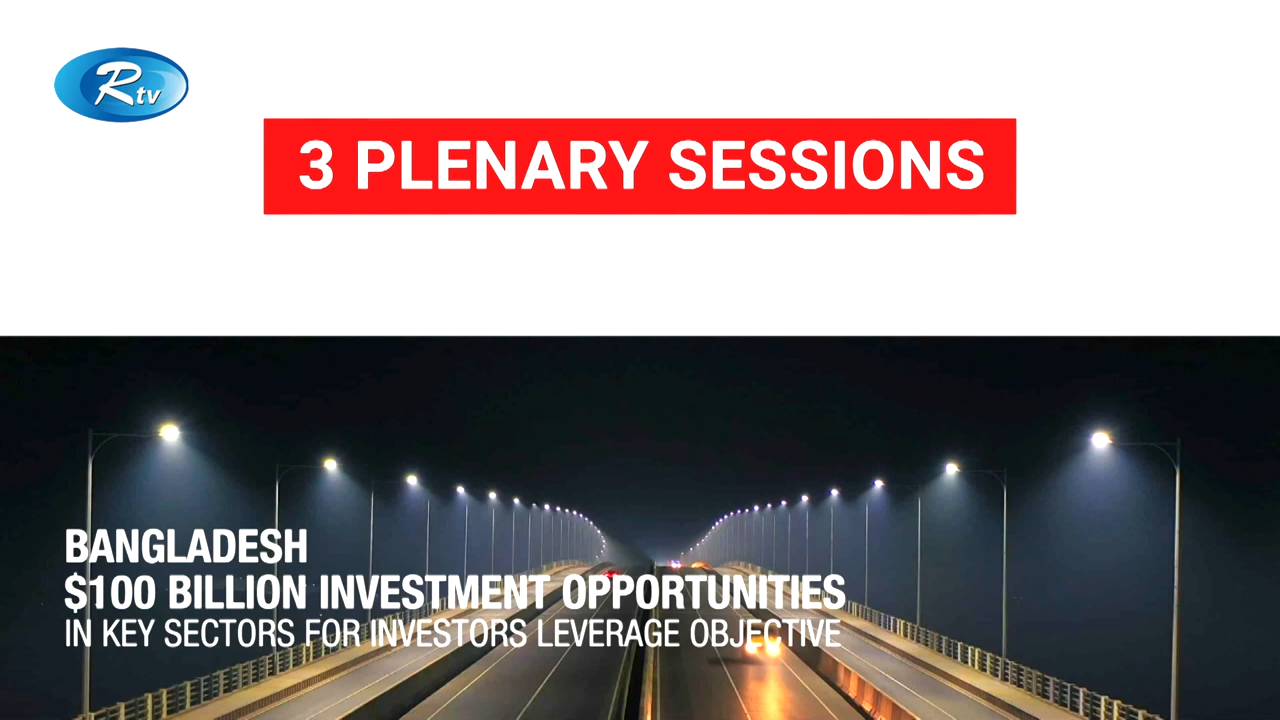 Rtv
3 PLENARY SESSIONS
BANGLADESH
$100 BILLION INVESTMENT OPPORTUNITIES
IN KEY SECTORS FOR INVESTORS LEVERAGE OBJECTIVE